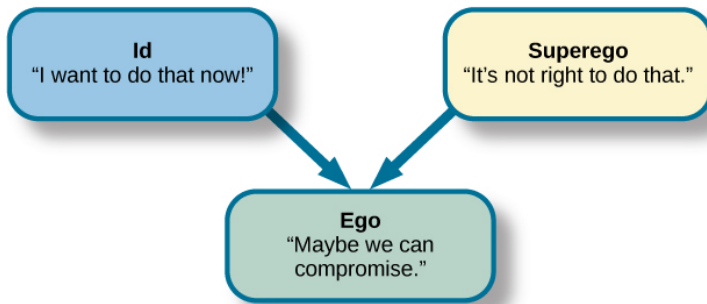 Id
“I want to do that now!”
Superego
“It’s not right to do that.”
Ego
“Maybe we can
compromise.”